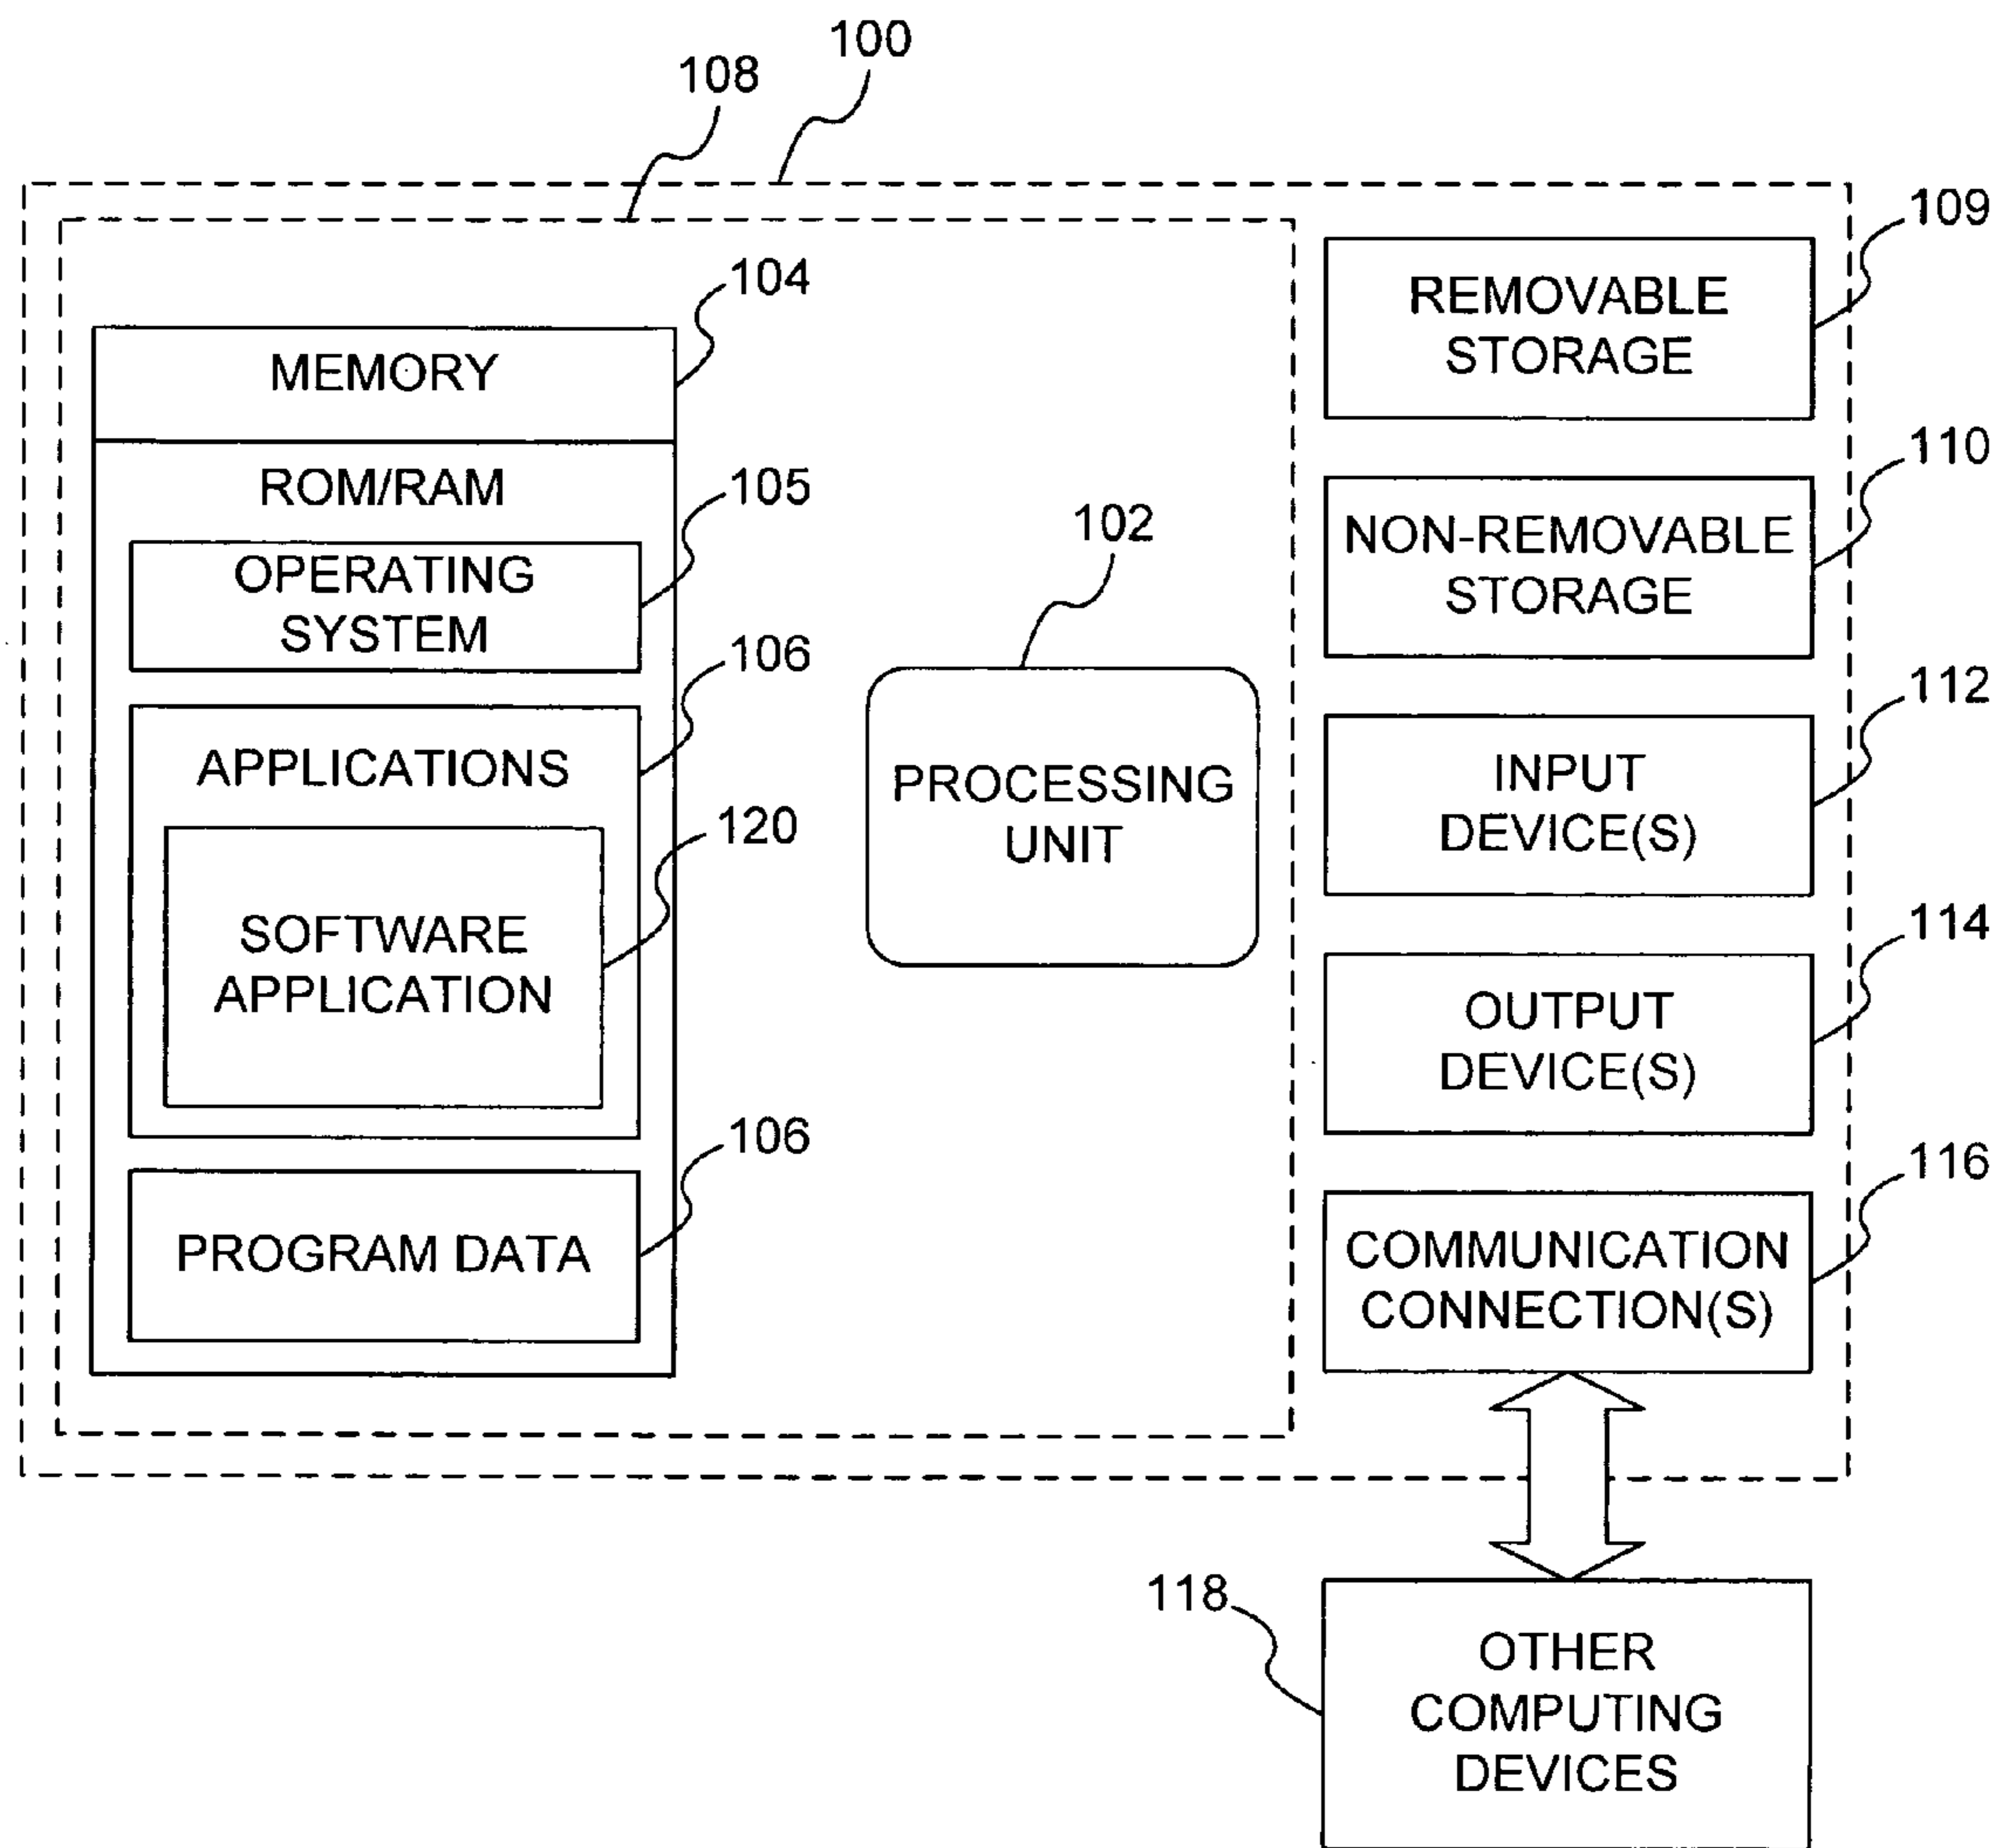 100
108
109
104
REMOVABLE
STORAGE
MEMORY
110
ROM/RAM
105
102
NON-REMOVABLE
STORAGE
OPERATING
SYSTEM
106
112
APPLICATIONS
PROCESSING
UNIT
INPUT
DEVICE(S)
120
114
SOFTWARE
APPLICATION
OUTPUT
DEVICE(S)
106
116
PROGRAM DATA
COMMUNICATION
CONNECTION(S)
118
OTHER
COMPUTING
DEVICES